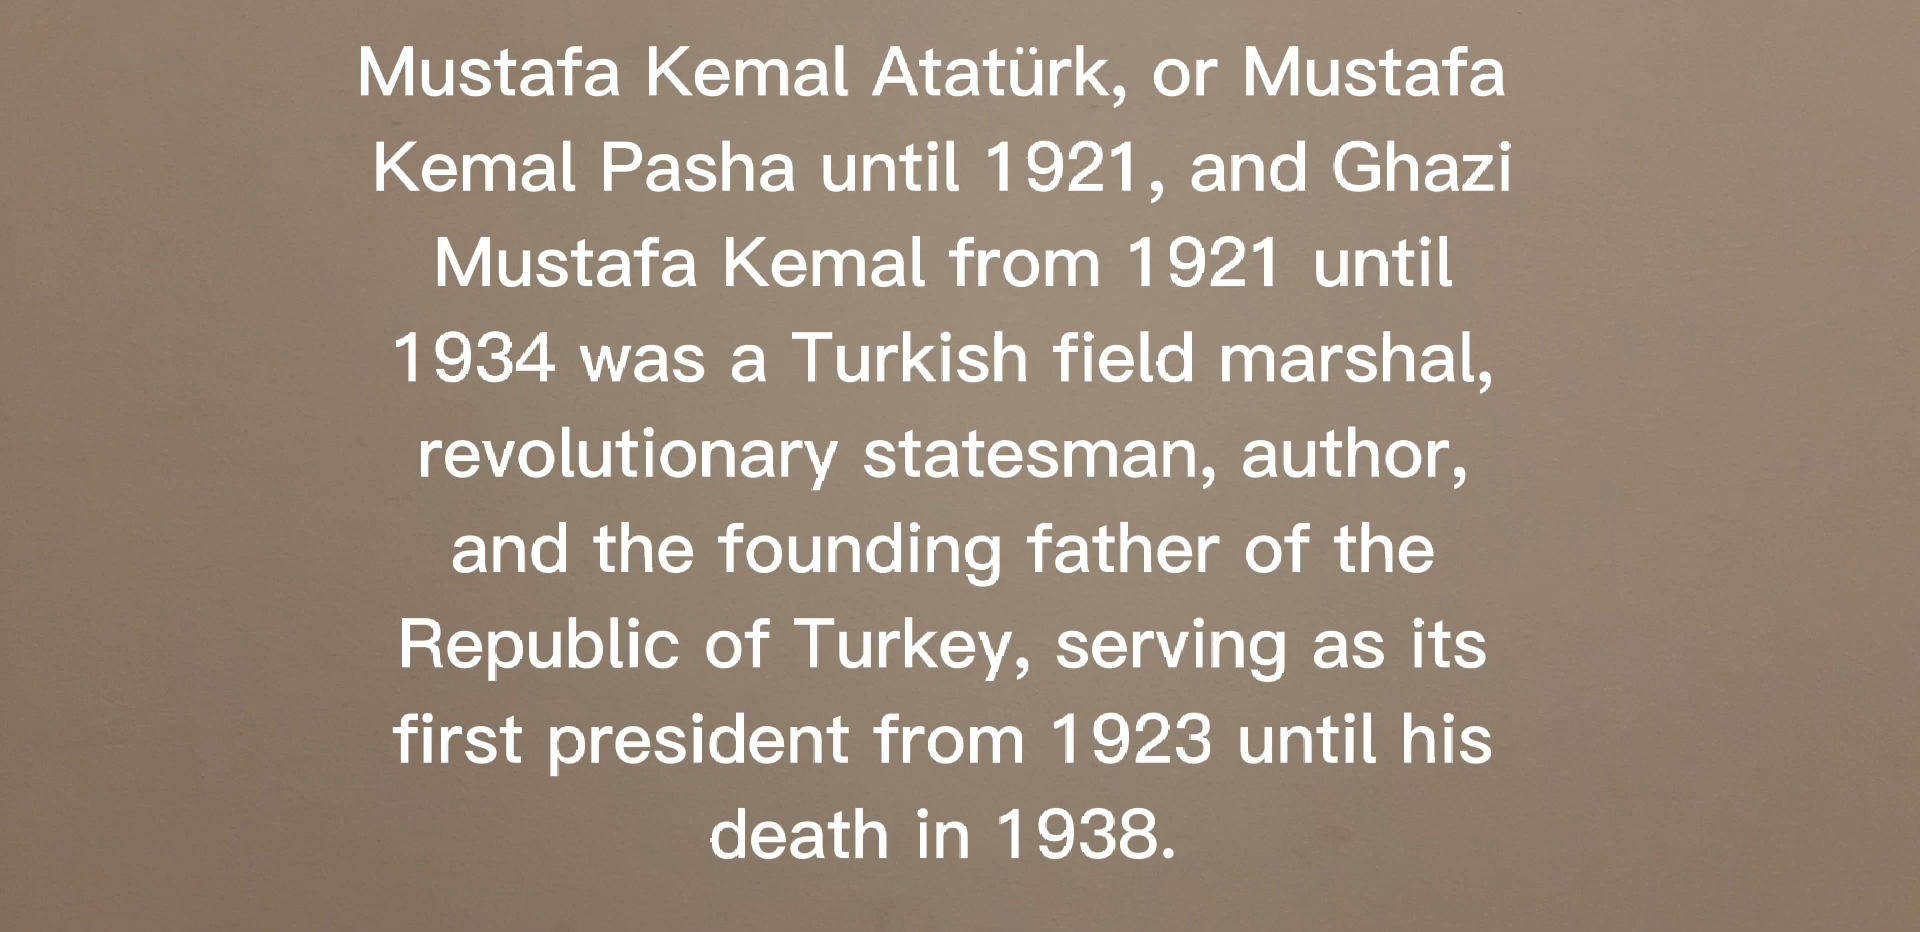 Mustafa Kemal Atatürk, or Mustafa
Kemal Pasha until 1921, and Ghazi
Mustafa Kemal from 1921 until
1934 was a Turkish field marshal,
revolutionary statesman, author,
and the founding father of the
Republic of Turkey, serving as its
first president from 1923 until his
death in 1938.